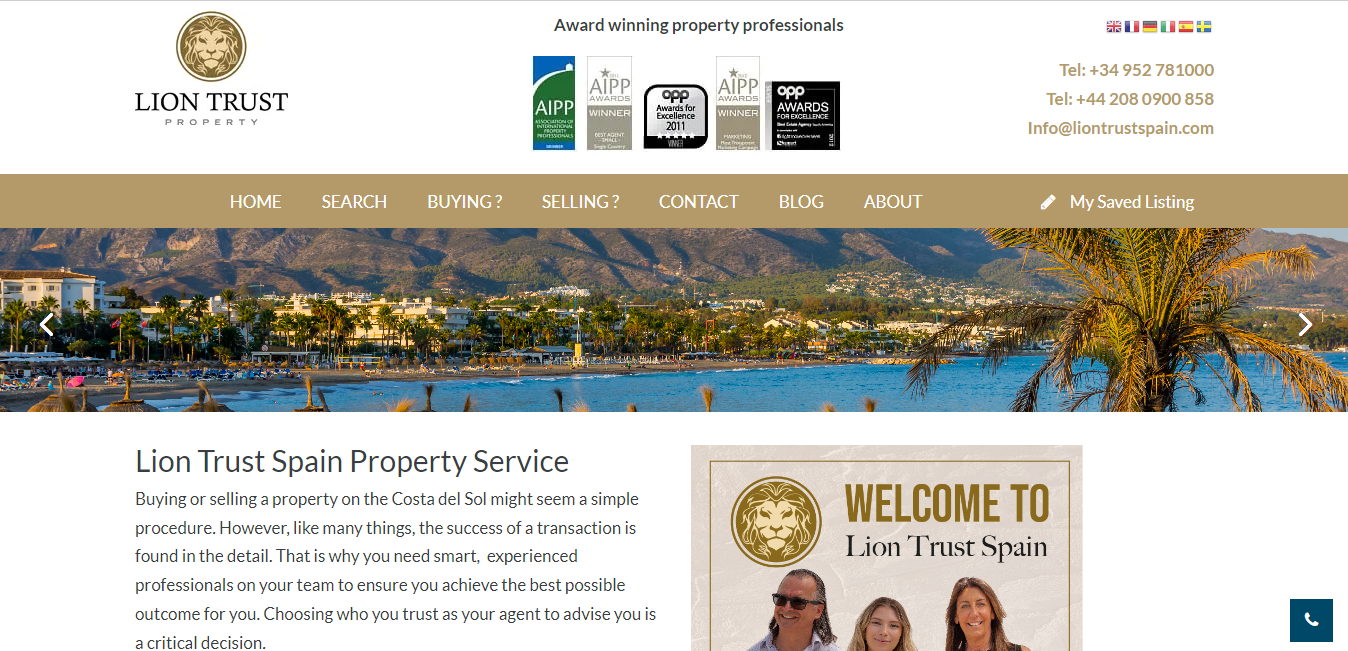 LION TRUST
PROPERTY
Award winning property professionals
AIPP
ASSOCIATION OF
INTERNATIONAL
PROPERTY
PROFESSIONALS
MEMBER
AIPP
AWARDS
WINNER
BEST AGENT
- SMALL -
Single Country
opp
Awards for
Excellence
2011
WINNER
AIPP
AWARDS
WINNER
MARKETING
Most Transparent
Marketing Campaign
opp
AWARDS
FOR EXCELLENCE
2012
Tel: +34 952 781000
Tel: +44 208 0900 858
Info@liontrustspain.com
HOME SEARCH BUYING ? SELLING ? CONTACT BLOG ABOUT My Saved Listing
Lion Trust Spain Property Service
Buying or selling a property on the Costa del Sol might seem a simple
procedure. However, like many things, the success of a transaction is
found in the detail. That is why you need smart,  experienced
professionals on your team to ensure you achieve the best possible
outcome for you. Choosing who you trust as your agent to advise you is
a critical decision.
WELCOME TO
Lion Trust Spain